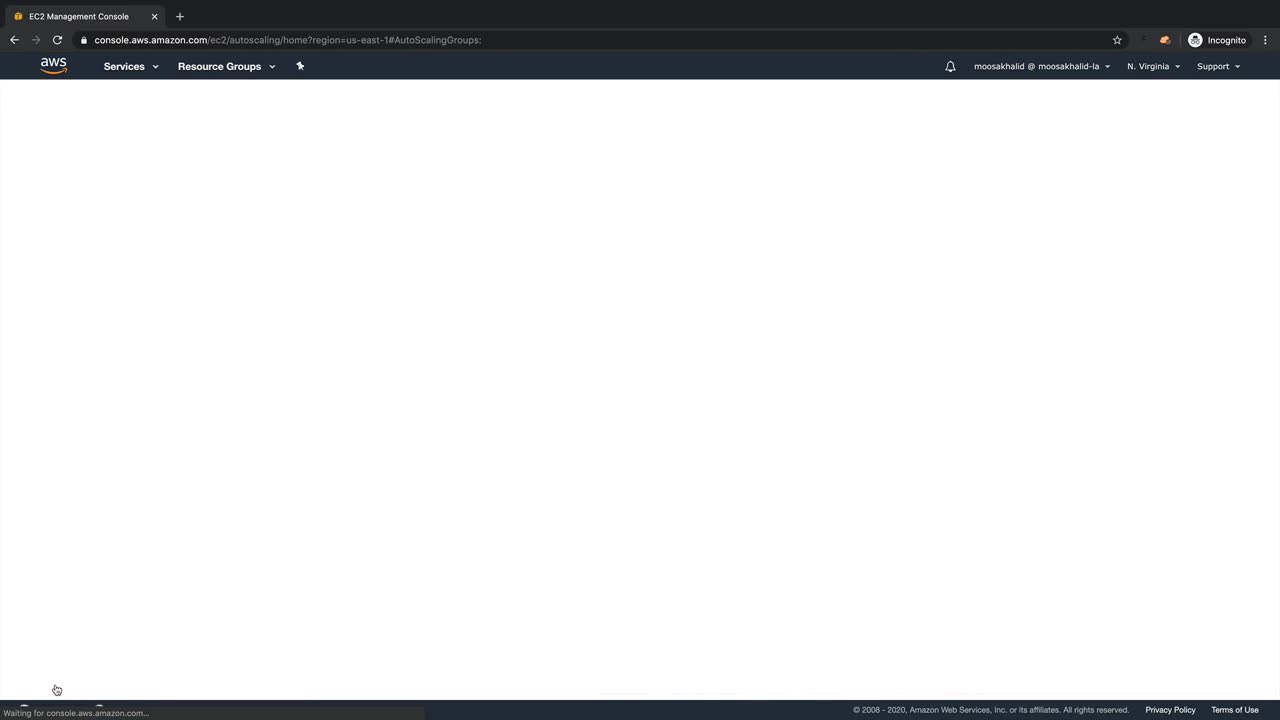 EC2 Management Console
console.aws.amazon.com/ec2/autoscaling/home?region=us-east-1#AutoScalingGroups:
Incognito
aws
Services
Resource Groups
moosakhalid @ moosakhalid-la
N. Virginia
Support
Waiting for console.aws.amazon.com...
© 2008 - 2020, Amazon Web Services, Inc. or its affiliates. All rights reserved.
Privacy Policy
Terms of Use